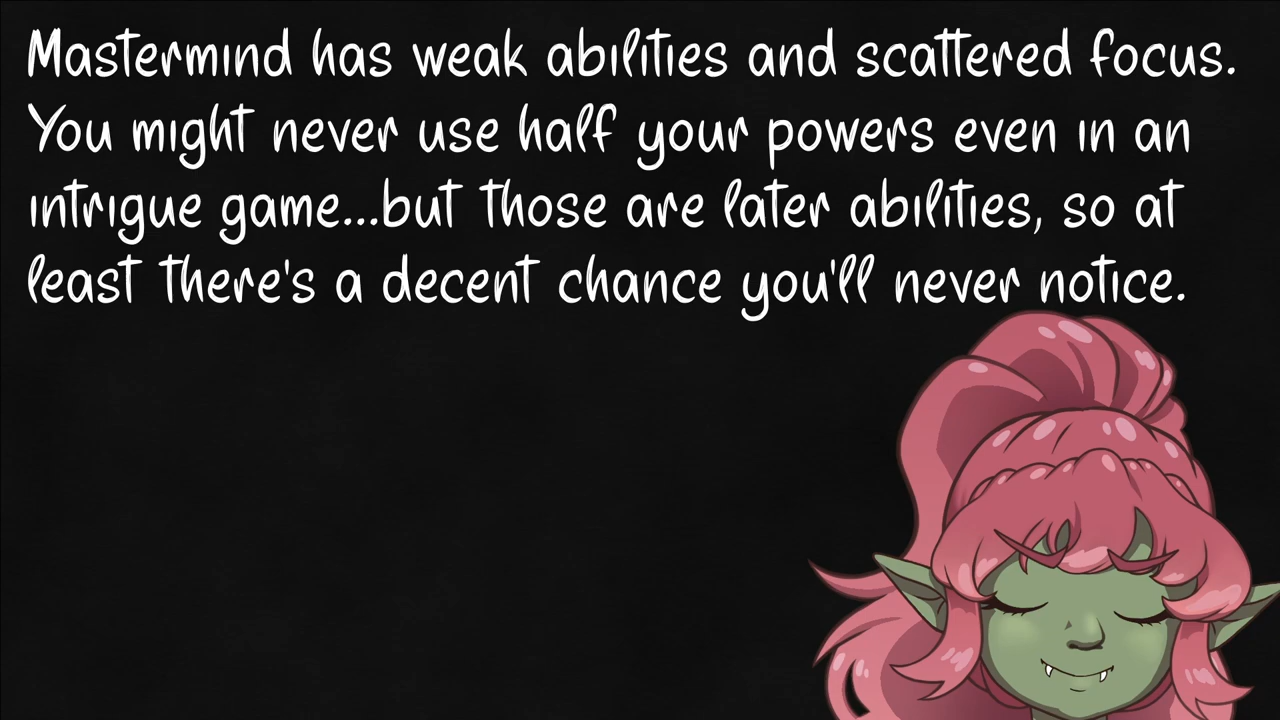 Mastermind has weak abilities and scattered focus.
You might never use half your powers even in an
intrigue game...but those are later abilities, so at
least there's a decent chance you'll never notice.